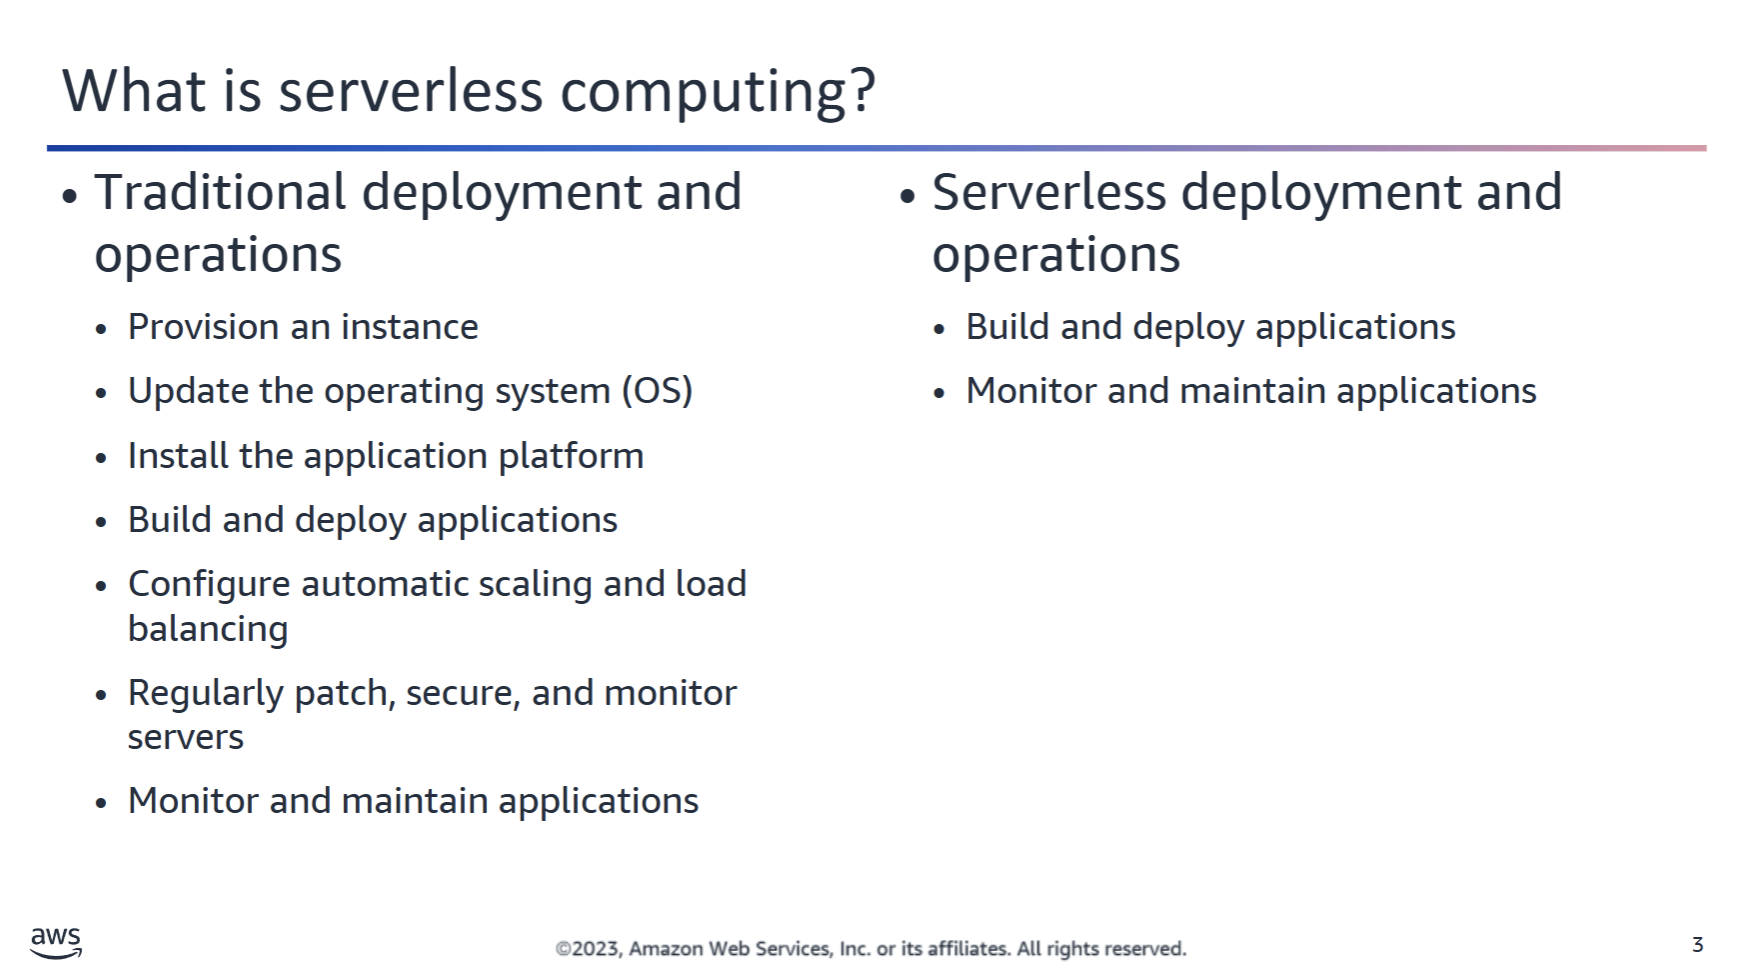 What is serverless computing?
• Traditional deployment and
operations
• Provision an instance
• Update the operating system (OS)
• Install the application platform
• Build and deploy applications
• Configure automatic scaling and load
balancing
• Regularly patch, secure, and monitor
servers
• Monitor and maintain applications
• Serverless deployment and
operations
• Build and deploy applications
• Monitor and maintain applications
aws
©2023, Amazon Web Services, Inc. or its affiliates. All rights reserved.
3